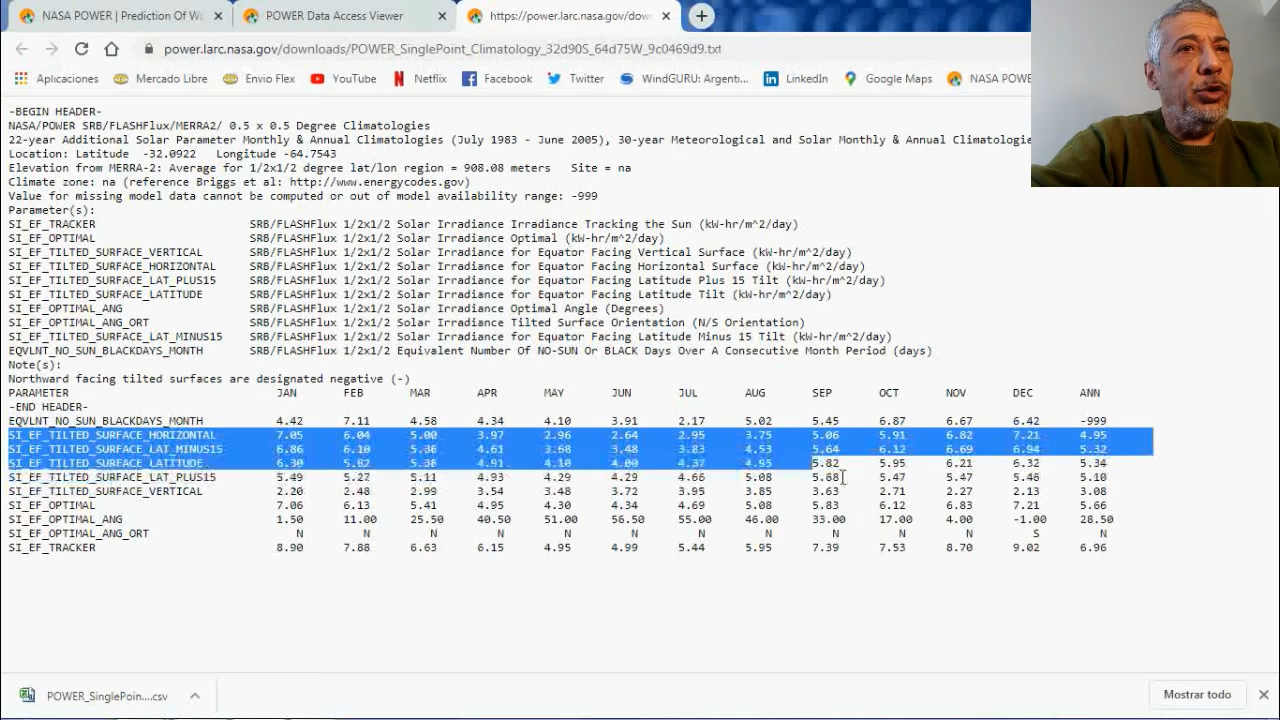 NASA POWER | Prediction Of Wo
POWER Data Access Viewer
https://power.larc.nasa.gov/dow
power.larc.nasa.gov/downloads/POWER_SinglePoint_Climatology_32d90S_64d75W_9c0469d9.txt
Aplicaciones Mercado Libre Envio Flex YouTube Netflix Facebook Twitter WindGURU: Argenti... LinkedIn Google Maps NASA POWE
-BEGIN HEADER-
NASA/POWER SRB/FLASHFlux/MERRA2/ 0.5 x 0.5 Degree Climatologies
22-year Additional Solar Parameter Monthly & Annual Climatologies (July 1983 - June 2005), 30-year Meteorological and Solar Monthly & Annual Climatologies
Location: Latitude -32.0922 Longitude -64.7543
Elevation from MERRA-2: Average for 1/2x1/2 degree lat/lon region = 908.08 meters Site = na
Climate zone: na (reference Briggs et al: http://www.energycodes.gov)
Value for missing model data cannot be computed or out of model availability range: -999
Parameter(s):
SI_EF_TRACKER SRB/FLASHFlux 1/2x1/2 Solar Irradiance Irradiance Tracking the Sun (kW-hr/m^2/day)
SI_EF_OPTIMAL SRB/FLASHFlux 1/2x1/2 Solar Irradiance Optimal (kW-hr/m^2/day)
SI_EF_TILTED_SURFACE_VERTICAL SRB/FLASHFlux 1/2x1/2 Solar Irradiance for Equator Facing Vertical Surface (kW-hr/m^2/day)
SI_EF_TILTED_SURFACE_HORIZONTAL SRB/FLASHFlux 1/2x1/2 Solar Irradiance for Equator Facing Horizontal Surface (kW-hr/m^2/day)
SI_EF_TILTED_SURFACE_LAT_PLUS15 SRB/FLASHFlux 1/2x1/2 Solar Irradiance for Equator Facing Latitude Plus 15 Tilt (kW-hr/m^2/day)
SI_EF_TILTED_SURFACE_LATITUDE SRB/FLASHFlux 1/2x1/2 Solar Irradiance for Equator Facing Latitude Tilt (kW-hr/m^2/day)
SI_EF_OPTIMAL_ANG SRB/FLASHFlux 1/2x1/2 Solar Irradiance Optimal Angle (Degrees)
SI_EF_OPTIMAL_ANG_ORT SRB/FLASHFlux 1/2x1/2 Solar Irradiance Tilted Surface Orientation (N/S Orientation)
SI_EF_TILTED_SURFACE_LAT_MINUS15 SRB/FLASHFlux 1/2x1/2 Solar Irradiance for Equator Facing Latitude Minus 15 Tilt (kW-hr/m^2/day)
EQVLNT_NO_SUN_BLACKDAYS_MONTH SRB/FLASHFlux 1/2x1/2 Equivalent Number Of NO-SUN Or BLACK Days Over A Consecutive Month Period (days)
Note(s):
Northward facing tilted surfaces are designated negative (-)
PARAMETER JAN FEB MAR APR MAY JUN JUL AUG SEP OCT NOV DEC ANN
-END HEADER-
EQVLNT_NO_SUN_BLACKDAYS_MONTH 4.42 7.11 4.58 4.34 4.10 3.91 2.17 5.02 5.45 6.87 6.67 6.42 -999
SI_EF_TILTED_SURFACE_HORIZONTAL 7.05 6.04 5.00 3.97 2.96 2.64 2.95 3.75 5.06 5.91 6.82 7.21 4.95
SI_EF_TILTED_SURFACE_LAT_MINUS15 6.86 6.10 5.36 4.61 3.68 3.48 3.83 4.53 5.64 6.12 6.69 6.94 5.32
SI_EF_TILTED_SURFACE_LATITUDE 6.30 5.82 5.38 4.91 4.10 4.00 4.37 4.95 5.82 5.95 6.21 6.32 5.34
SI_EF_TILTED_SURFACE_LAT_PLUS15 5.49 5.27 5.11 4.93 4.29 4.29 4.66 5.08 5.68 5.47 5.47 5.46 5.10
SI_EF_TILTED_SURFACE_VERTICAL 2.20 2.48 2.99 3.54 3.48 3.72 3.95 3.85 3.63 2.71 2.27 2.13 3.08
SI_EF_OPTIMAL 7.06 6.13 5.41 4.95 4.30 4.34 4.69 5.08 5.83 6.12 6.83 7.21 5.66
SI_EF_OPTIMAL_ANG 1.50 11.00 25.50 40.50 51.00 56.50 55.00 46.00 33.00 17.00 4.00 -1.00 28.50
SI_EF_OPTIMAL_ANG_ORT N N N N N N N N N N N S N
SI_EF_TRACKER 8.90 7.88 6.63 6.15 4.95 4.99 5.44 5.95 7.39 7.53 8.70 9.02 6.96
POWER_SinglePoin....csv
Mostrar todo